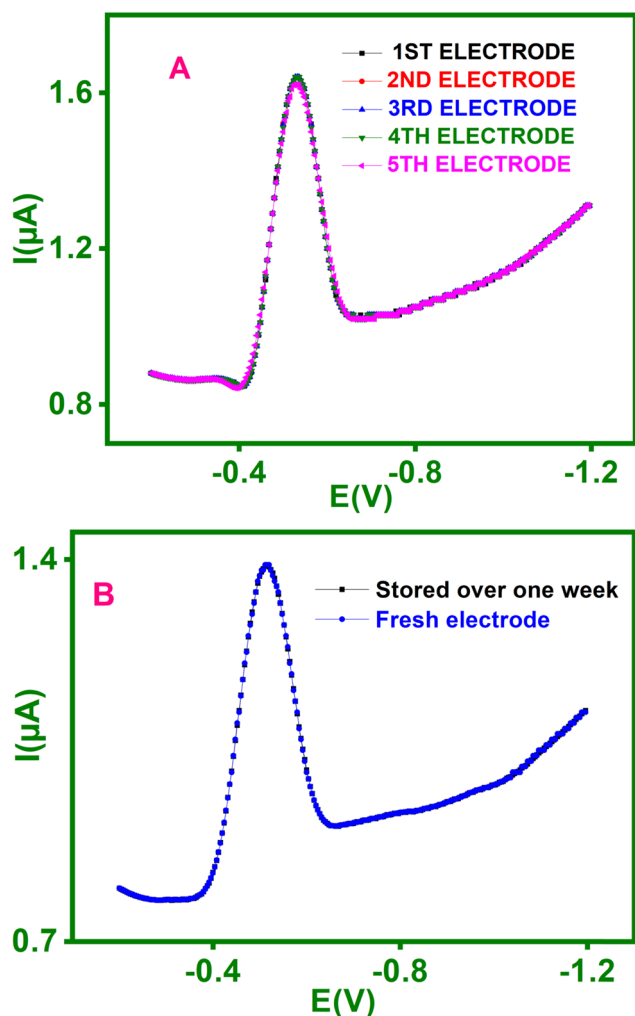 A
1ST ELECTRODE
2ND ELECTRODE
3RD ELECTRODE
4TH ELECTRODE
5TH ELECTRODE
1.6
1.2
0.8
I(µA)
-0.4
-0.8
-1.2
E(V)
B
Stored over one week
Fresh electrode
1.4
0.7
I(µA)
-0.4
-0.8
-1.2
E(V)